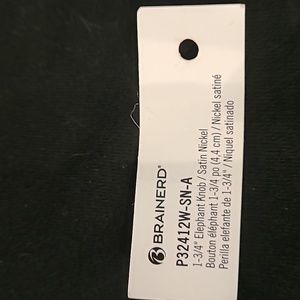 BRAINERD®
P32412W-SN-A
1-3/4" Elephant Knob / Satin Nickel
Bouton éléphant 1-3/4 po (4,4 cm) / Nickel satiné
Perilla elefante de 1-3/4" / Niquel satinado